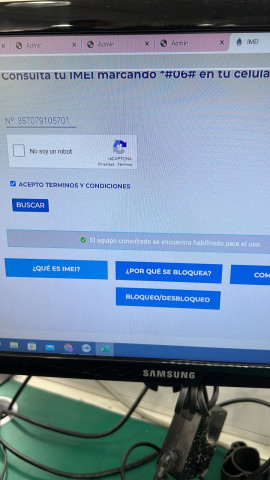 Admin
Admin
Admin
IMEI
Consulta tu IMEI marcando *#06# en tu celula
Nº 357079105701
No soy un robot
reCAPTCHA
Privacidad - Términos
ACEPTO TERMINOS Y CONDICIONES
BUSCAR
El equipo consultado se encuentra habilitado para el uso.
¿QUÉ ES IMEI?
¿POR QUÉ SE BLOQUEA?
COM
BLOQUEO/DESBLOQUEO
SAMSUNG